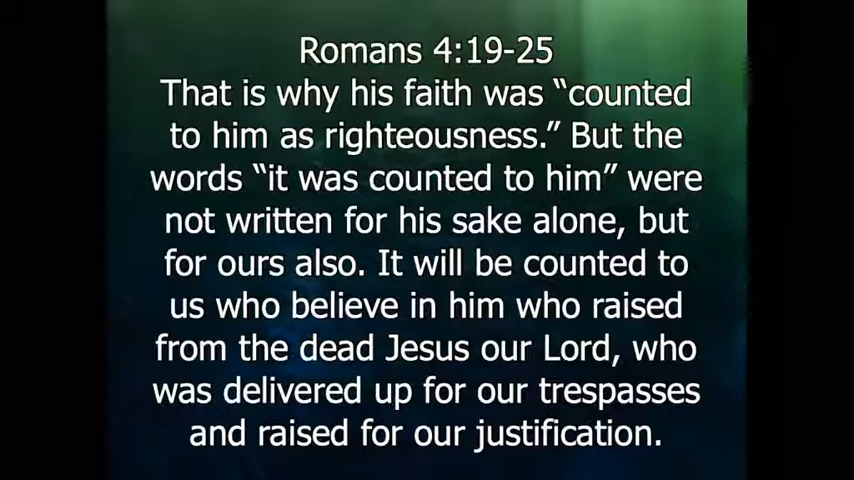 Romans 4:19-25
That is why his faith was “counted
to him as righteousness.” But the
words “it was counted to him” were
not written for his sake alone, but
for ours also. It will be counted to
us who believe in him who raised
from the dead Jesus our Lord, who
was delivered up for our trespasses
and raised for our justification.